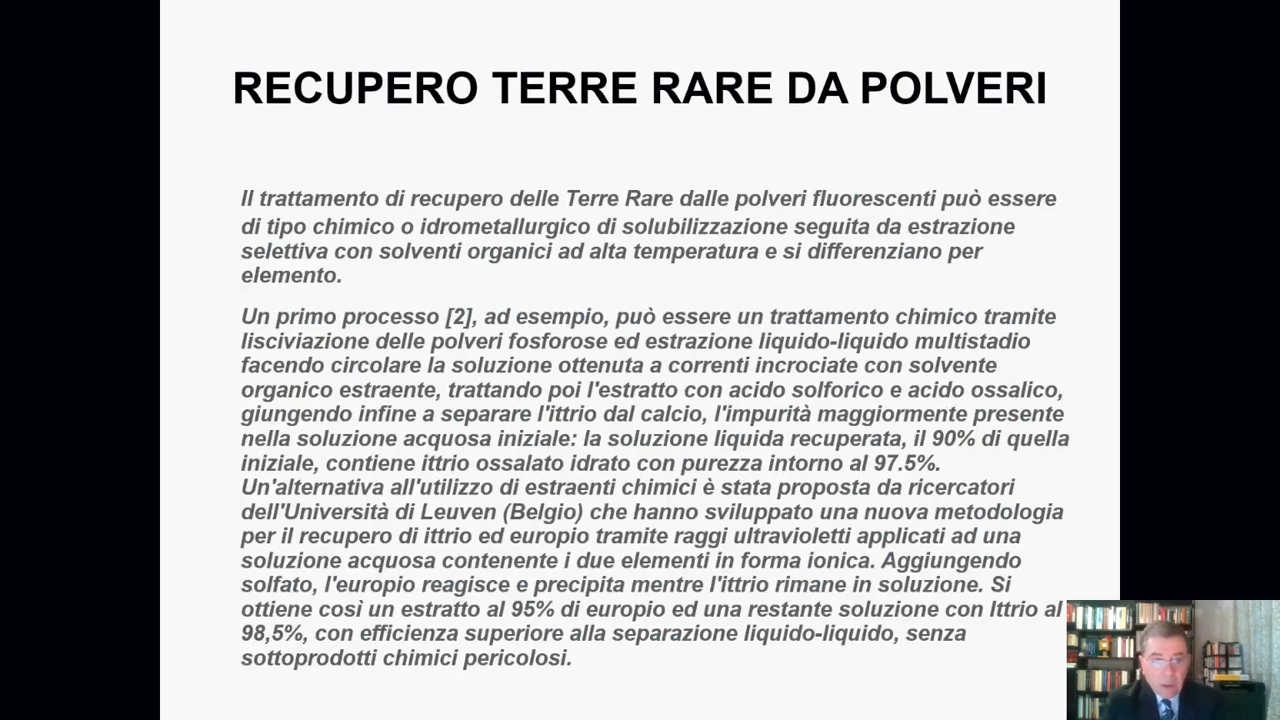 RECUPERO TERRE RARE DA POLVERI
Il trattamento di recupero delle Terre Rare dalle polveri fluorescenti può essere
di tipo chimico o idrometallurgico di solubilizzazione seguita da estrazione
selettiva con solventi organici ad alta temperatura e si differenziano per
elemento.
Un primo processo [2], ad esempio, può essere un trattamento chimico tramite
lisciviazione delle polveri fosforose ed estrazione liquido-liquido multistadio
facendo circolare la soluzione ottenuta a correnti incrociate con solvente
organico estraente, trattando poi l'estratto con acido solforico e acido ossalico,
giungendo infine a separare l'ittrio dal calcio, l'impurità maggiormente presente
nella soluzione acquosa iniziale: la soluzione liquida recuperata, il 90% di quella
iniziale, contiene ittrio ossalato idrato con purezza intorno al 97.5%.
Un'alternativa all'utilizzo di estraenti chimici è stata proposta da ricercatori
dell'Università di Leuven (Belgio) che hanno sviluppato una nuova metodologia
per il recupero di ittrio ed europio tramite raggi ultravioletti applicati ad una
soluzione acquosa contenente i due elementi in forma ionica. Aggiungendo
solfato, l'europio reagisce e precipita mentre l'ittrio rimane in soluzione. Si
ottiene così un estratto al 95% di europio ed una restante soluzione con Ittrio al
98,5%, con efficienza superiore alla separazione liquido-liquido, senza
sottoprodotti chimici pericolosi.